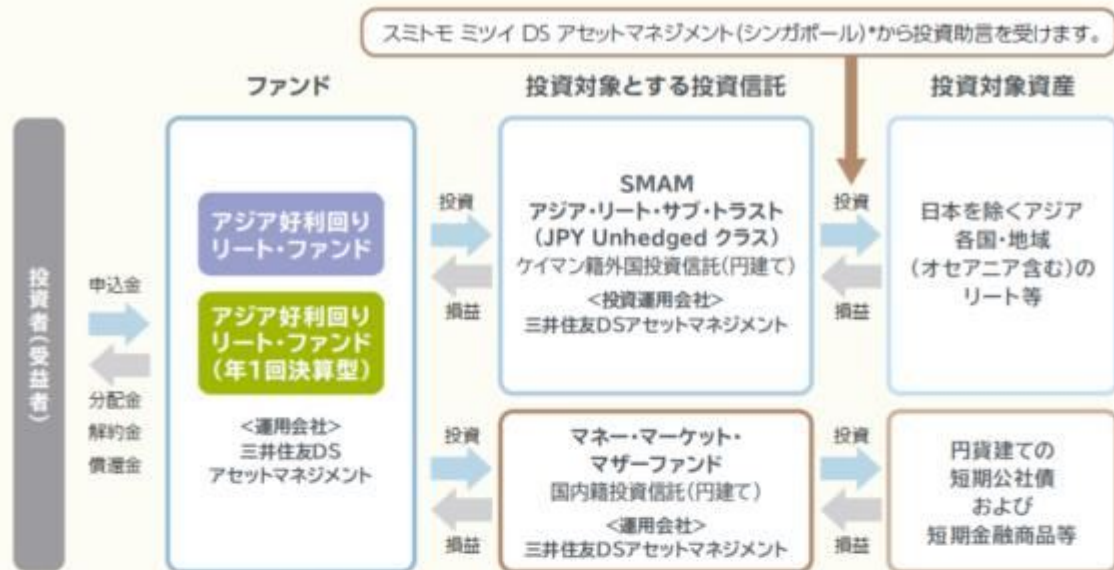 スミトモ ミツイ DS アセットマネジメント(シンガポール)*から投資助言を受けます。
ファンド
投資対象とする投資信託
投資対象資産
投資者(受益者)
申込金
分配金
解約金
償還金
アジア好利回り
リート・ファンド
アジア好利回り
リート・ファンド
(年1回決算型)
<運用会社>
三井住友DS
アセットマネジメント
投資
損益
SMAM
アジア・リート・サブ・トラスト
(JPY Unhedged クラス)
ケイマン籍外国投資信託(円建て)
<投資運用会社>
三井住友DSアセットマネジメント
投資
損益
日本を除くアジア
各国・地域
(オセアニア含む)の
リート等
投資
損益
マネー・マーケット・
マザーファンド
国内籍投資信託(円建て)
<運用会社>
三井住友DSアセットマネジメント
投資
損益
円貨建ての
短期公社債
および
短期金融商品等